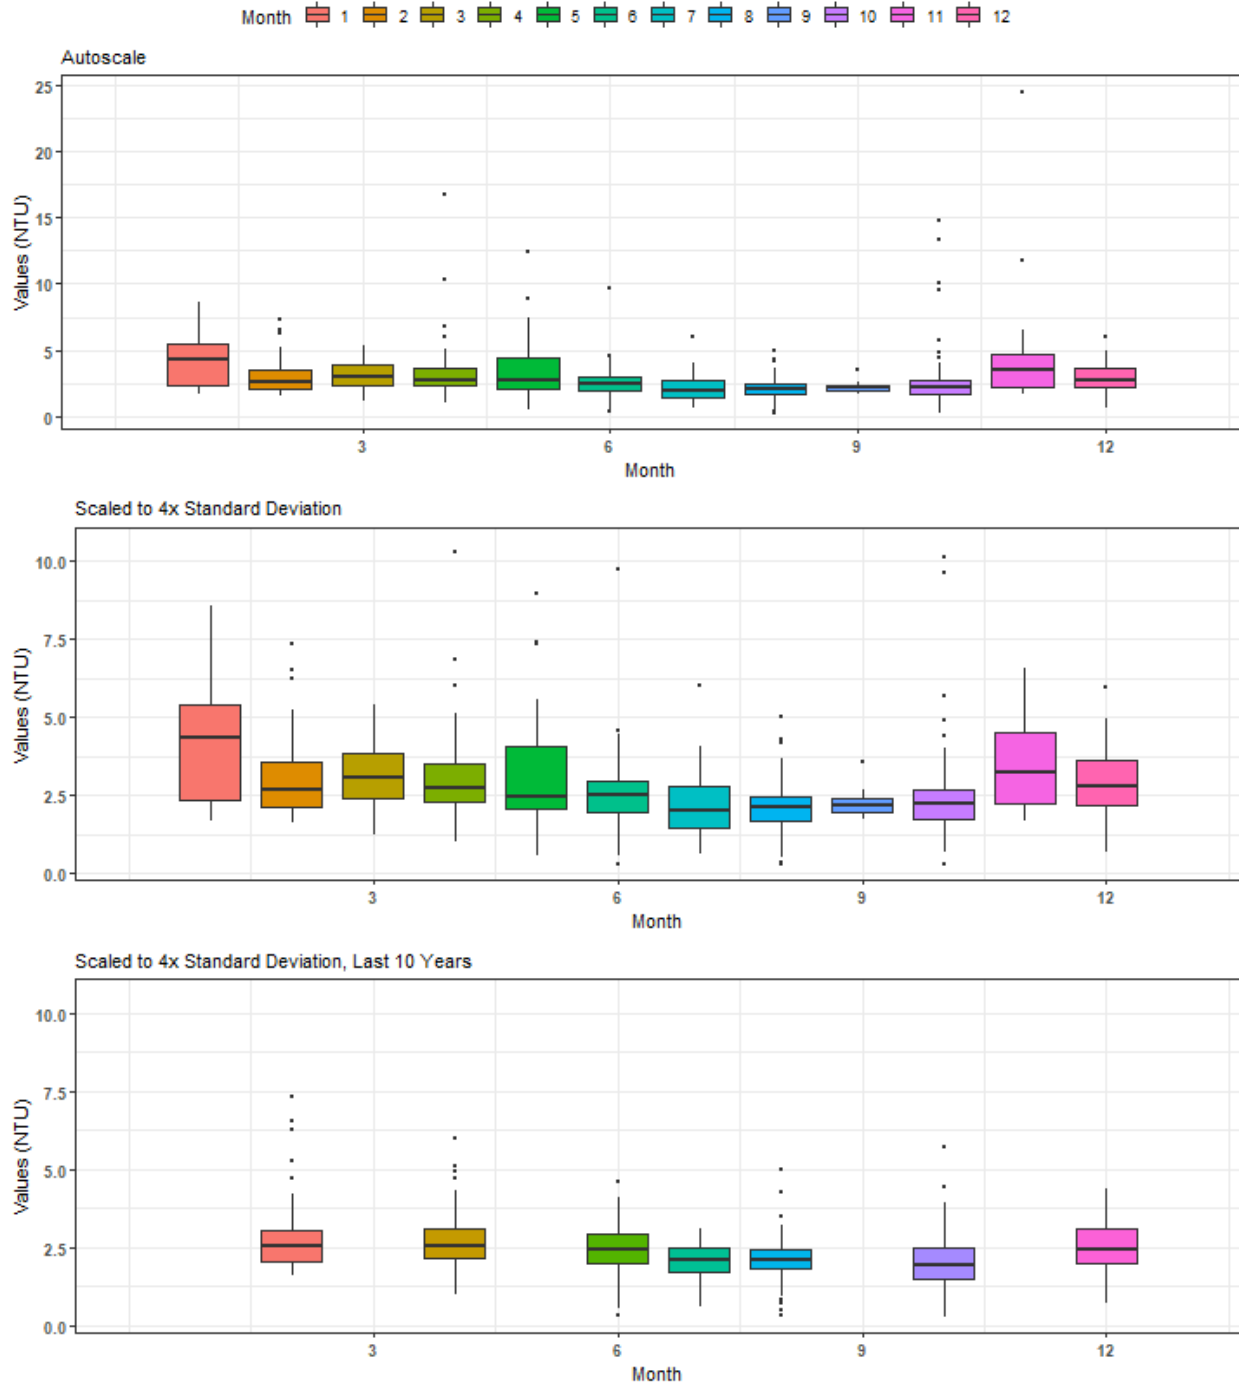 Month 1 2 3 4 5 6 7 8 9 10 11 12
Autoscale
25
20
15
10
5
0
Values (NTU)
3 6 9 12
Month
Scaled to 4x Standard Deviation
10.0
7.5
5.0
2.5
0.0
Values (NTU)
3 6 9 12
Month
Scaled to 4x Standard Deviation, Last 10 Years
10.0
7.5
5.0
2.5
0.0
Values (NTU)
3 6 9 12
Month